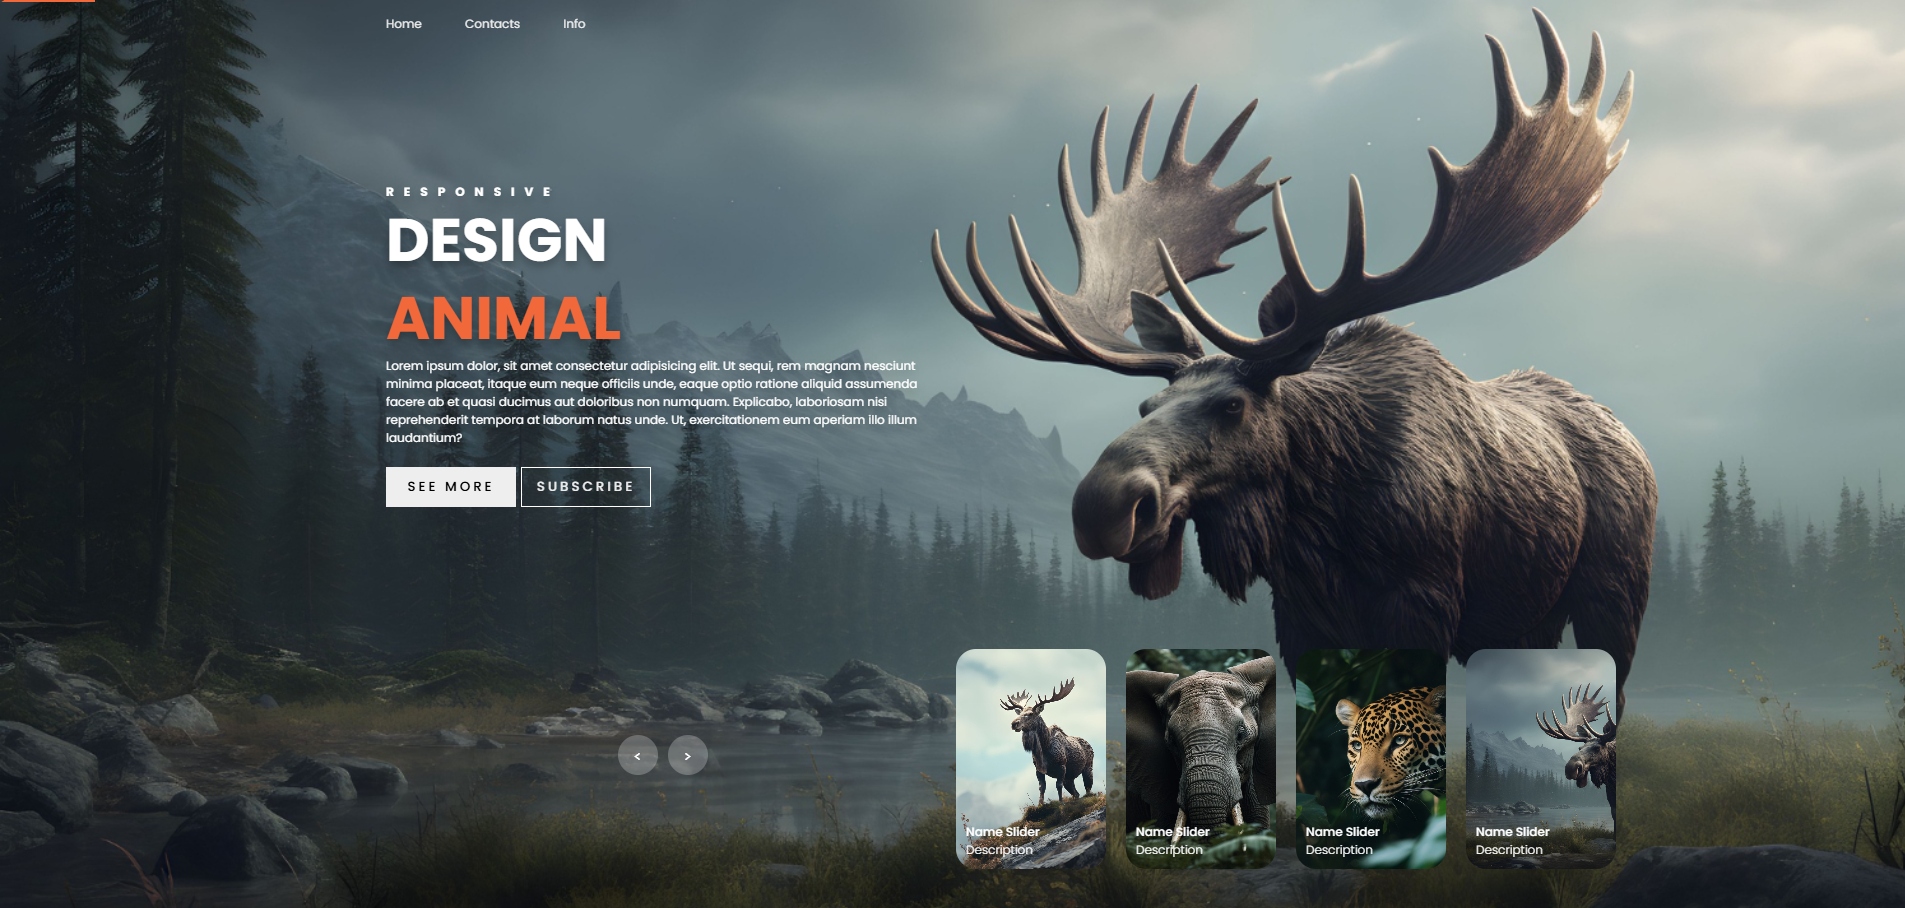 Home Contacts Info
RESPONSIVE
DESIGN
ANIMAL
Lorem ipsum dolor, sit amet consectetur adipisicing elit. Ut sequi, rem magnam nesciunt
minima placeat, itaque eum neque officiis unde, eaque optio ratione aliquid assumenda
facere ab et quasi ducimus aut doloribus non numquam. Explicabo, laboriosam nisi
reprehenderit tempora at laborum natus unde. Ut, exercitationem eum aperiam illo illum
laudantium?
SEE MORE SUBSCRIBE
< >
Name Slider
Description
Name Slider
Description
Name Slider
Description
Name Slider
Description